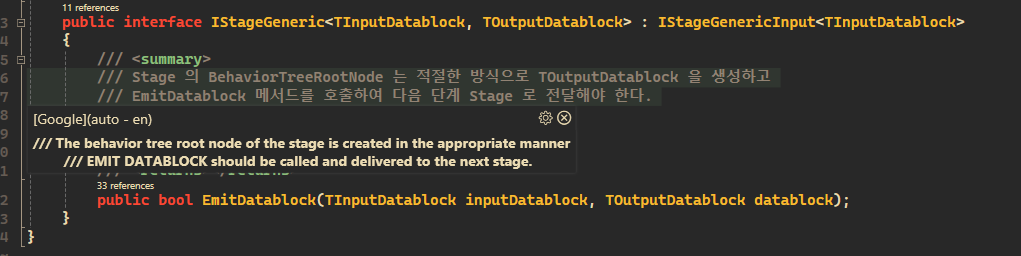 11 references
3 public interface IStageGeneric<TInputDatablock, TOutputDatablock> : IStageGenericInput<TInputDatablock>
4 {
5 /// <summary>
6 /// Stage 의 BehaviorTreeRootNode 는 적절한 방식으로 TOutputDatablock 을 생성하고
7 /// EmitDatablock 메서드를 호출하여 다음 단계 Stage 로 전달해야 한다.
8
[Google](auto - en)
9
/// The behavior tree root node of the stage is created in the appropriate manner
0
/// EMIT DATABLOCK should be called and delivered to the next stage.
1
33 references
2 public bool EmitDatablock(TInputDatablock inputDatablock, TOutputDatablock datablock);
3 }
4 }